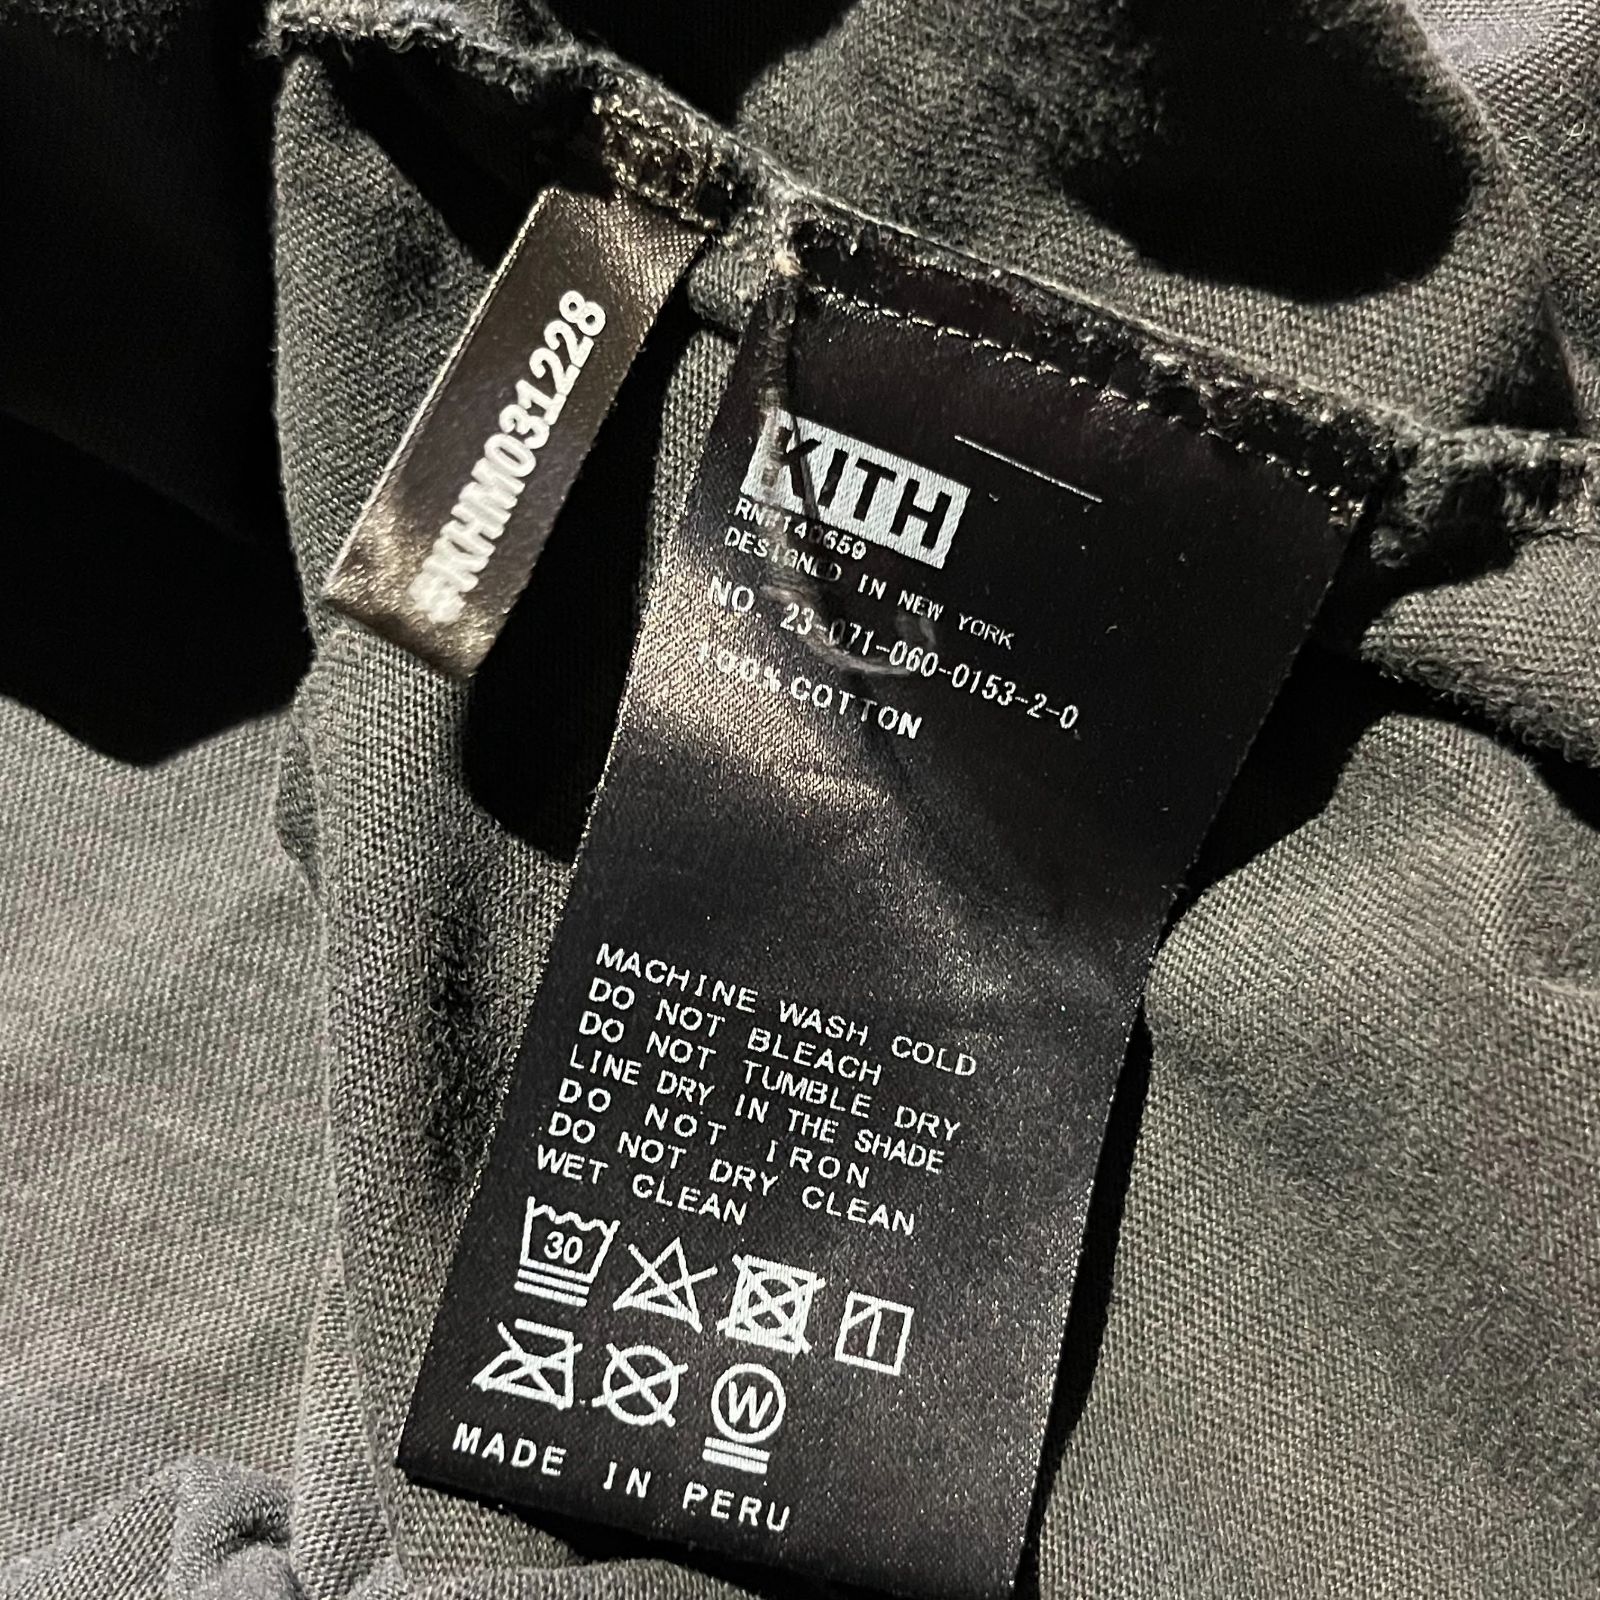 #KHM031228
KITH
RN 140659
DESIGNED IN NEW YORK
NO. 23-071-060-0153-2-0
100% COTTON
MACHINE WASH COLD
DO NOT BLEACH
DO NOT TUMBLE DRY
LINE DRY IN THE SHADE
DO NOT IRON
DO NOT DRY CLEAN
WET CLEAN
30
W
MADE IN PERU